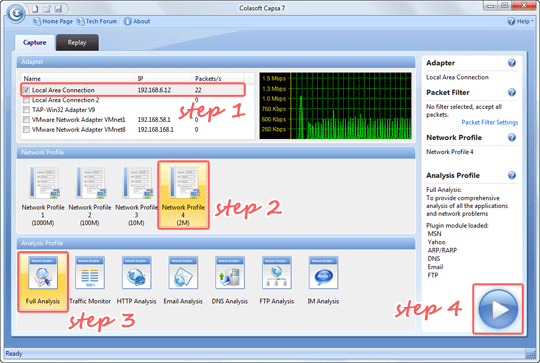 Colasoft Capsa 7
Home Page Tech Forum About Help
Capture Replay
Adapter
Name IP Packets/s
Local Area Connection 192.168.6.12 22
Local Area Connection 2 0
TAP-Win32 Adapter V9 0
VMware Network Adapter VMnet1 192.168.58.1
VMware Network Adapter VMnet8 192.168.168.1 0
step 1
1.5 Mbps
1.3 Mbps
1.0 Mbps
750 Kbps
500 Kbps
250 Kbps
Network Profile
Network Profile 1 (1000M)
Network Profile 2 (100M)
Network Profile 3 (10M)
Network Profile 4 (2M)
step 2
Analysis Profile
Full Analysis
Traffic Monitor
HTTP Analysis
Email Analysis
DNS Analysis
FTP Analysis
IM Analysis
step 3
Adapter
Local Area Connection
Packet Filter
No filter selected, accept all
packets.
Packet Filter Settings
Network Profile
Network Profile 4
Analysis Profile
Full Analysis:
To provide comprehensive
analysis of all the applications
and network problems
Plugin module loaded:
MSN
Yahoo
ARP/RARP
DNS
Email
FTP
step 4
Ready